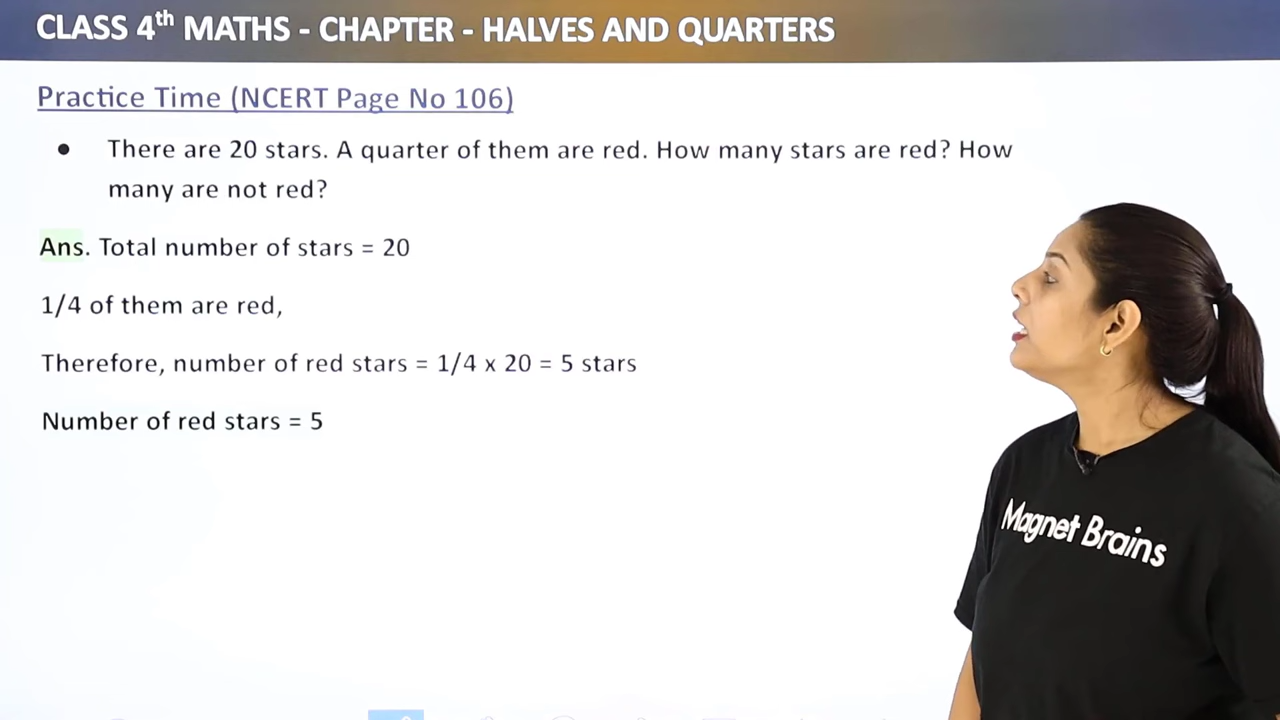 CLASS 4th MATHS - CHAPTER - HALVES AND QUARTERS
Practice Time (NCERT Page No 106)
● There are 20 stars. A quarter of them are red. How many stars are red? How
many are not red?
Ans. Total number of stars = 20
1/4 of them are red,
Therefore, number of red stars = 1/4 x 20 = 5 stars
Number of red stars = 5
Magnet Brains